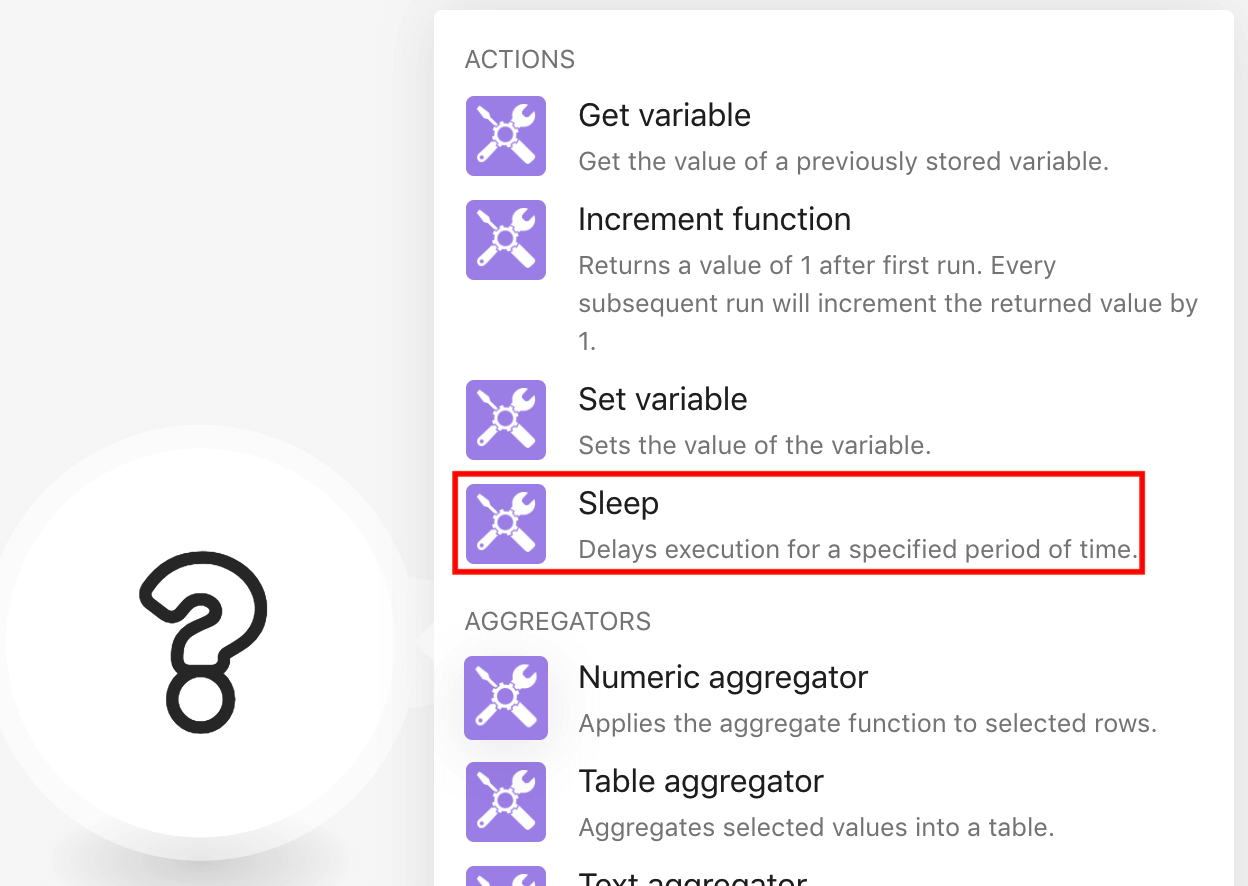 ACTIONS
Get variable
Get the value of a previously stored variable.
Increment function
Returns a value of 1 after first run. Every
subsequent run will increment the returned value by
1.
Set variable
Sets the value of the variable.
Sleep
Delays execution for a specified period of time.
AGGREGATORS
Numeric aggregator
Applies the aggregate function to selected rows.
Table aggregator
Aggregates selected values into a table.
Text aggregator